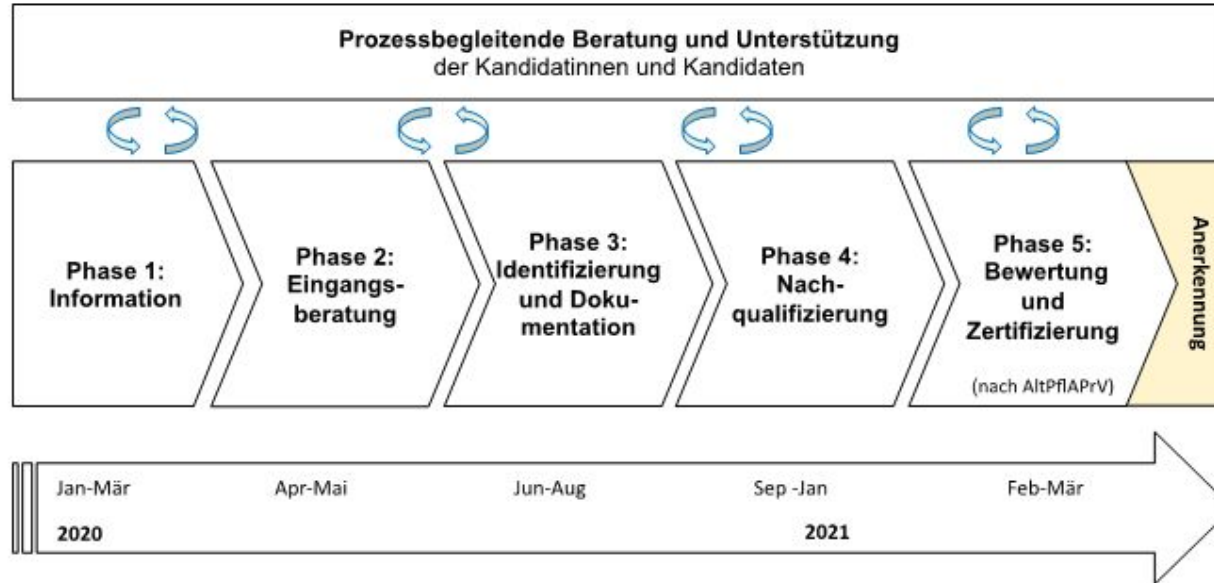 Prozessbegleitende Beratung und Unterstützung
der Kandidatinnen und Kandidaten
Phase 1:
Information
Phase 2:
Eingangs-
beratung
Phase 3:
Identifizierung
und Doku-
mentation
Phase 4:
Nach-
qualifizierung
Phase 5:
Bewertung
und
Zertifizierung
(nach AltPflAPrV)
Anerkennung
Jan-Mär
Apr-Mai
Jun-Aug
Sep -Jan
Feb-Mär
2020
2021